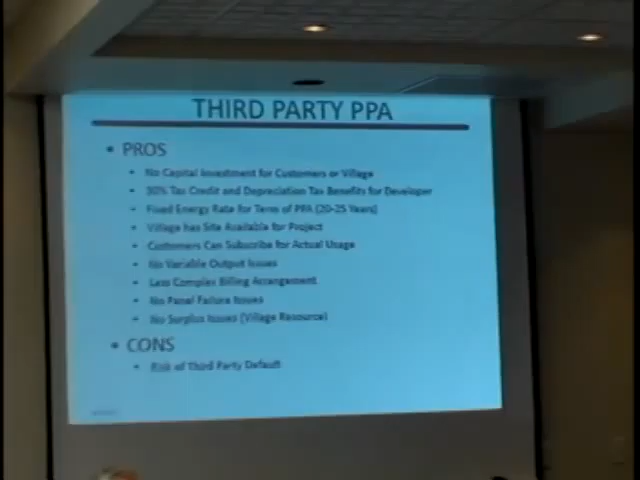 THIRD PARTY PPA
• PROS
• No Capital Investment for Customers or Village
• 30% Tax Credit and Depreciation Tax Benefits for Developer
• Fixed Energy Rate for Term of PPA (20-25 Years)
• Village has Site Available for Project
• Customers Can Subscribe for Actual Usage
• No Variable Output Issues
• Less Complex Billing Arrangement
• No Panel Failure Issues
• No Surplus Issues (Village Resource)
• CONS
• Risk of Third Party Default